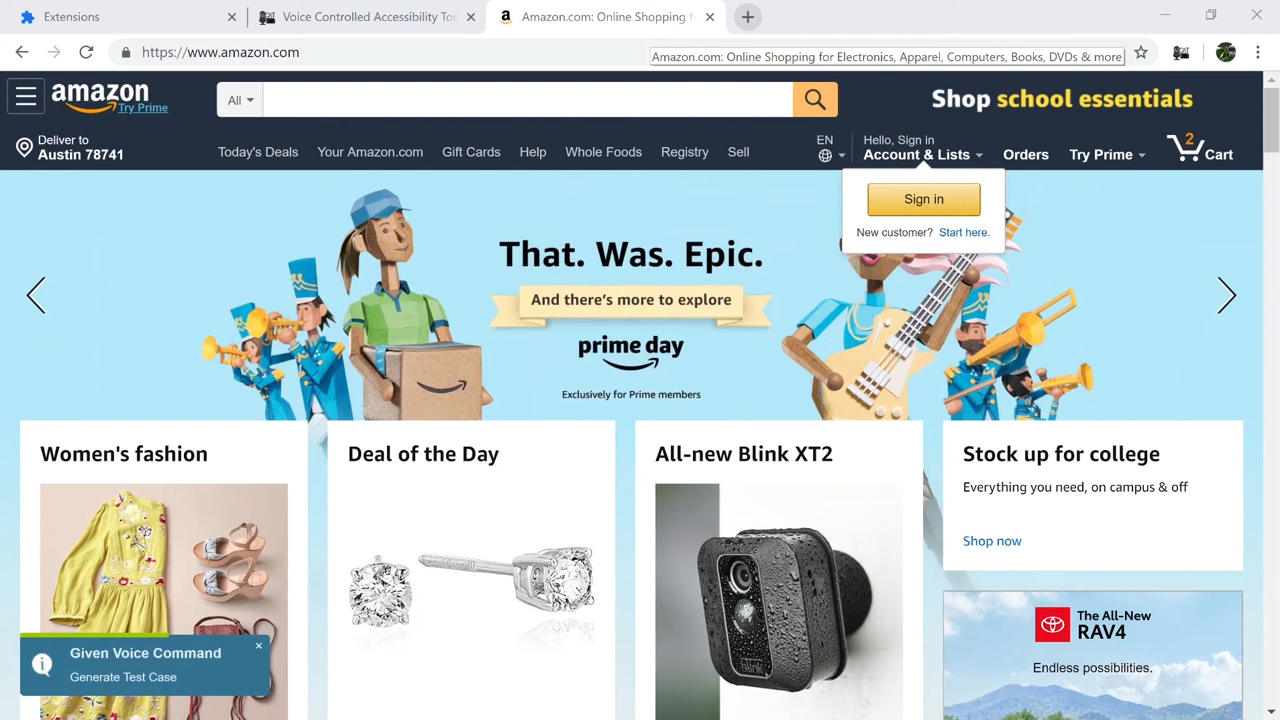 Extensions
Voice Controlled Accessibility Too
Amazon.com: Online Shopping f
https://www.amazon.com
Amazon.com: Online Shopping for Electronics, Apparel, Computers, Books, DVDs & more
amazon
Try Prime
All
Shop school essentials
Deliver to
Austin 78741
Today's Deals
Your Amazon.com
Gift Cards
Help
Whole Foods
Registry
Sell
EN
Hello, Sign in
Account & Lists
Orders
Try Prime
2
Cart
Sign in
New customer? Start here.
That. Was. Epic.
And there's more to explore
prime day
Exclusively for Prime members
Women's fashion
Deal of the Day
All-new Blink XT2
Stock up for college
Everything you need, on campus & off
Shop now
blink
The All-New
RAV4
Endless possibilities.
Given Voice Command
Generate Test Case